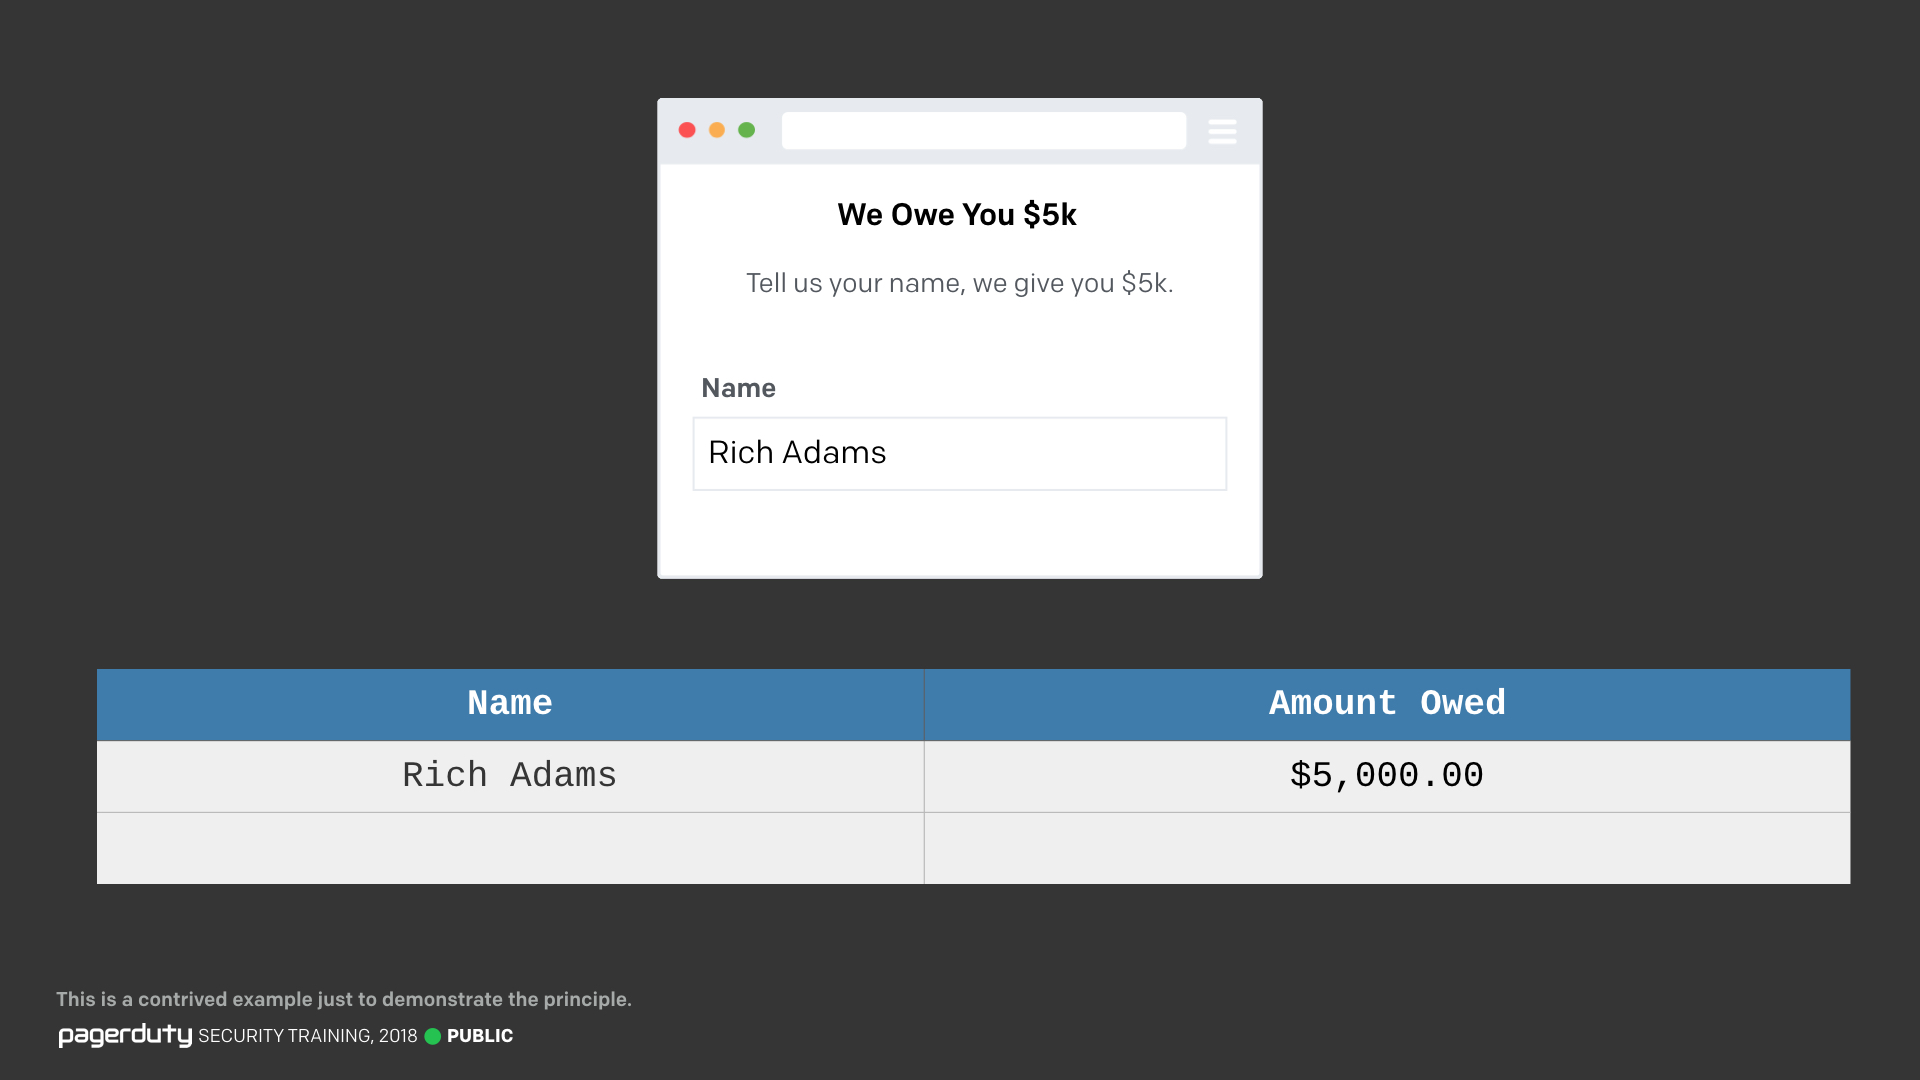 We Owe You $5k
Tell us your name, we give you $5k.
Name
Rich Adams
Name Amount Owed
Rich Adams $5,000.00
This is a contrived example just to demonstrate the principle.
pagerduty SECURITY TRAINING, 2018 PUBLIC